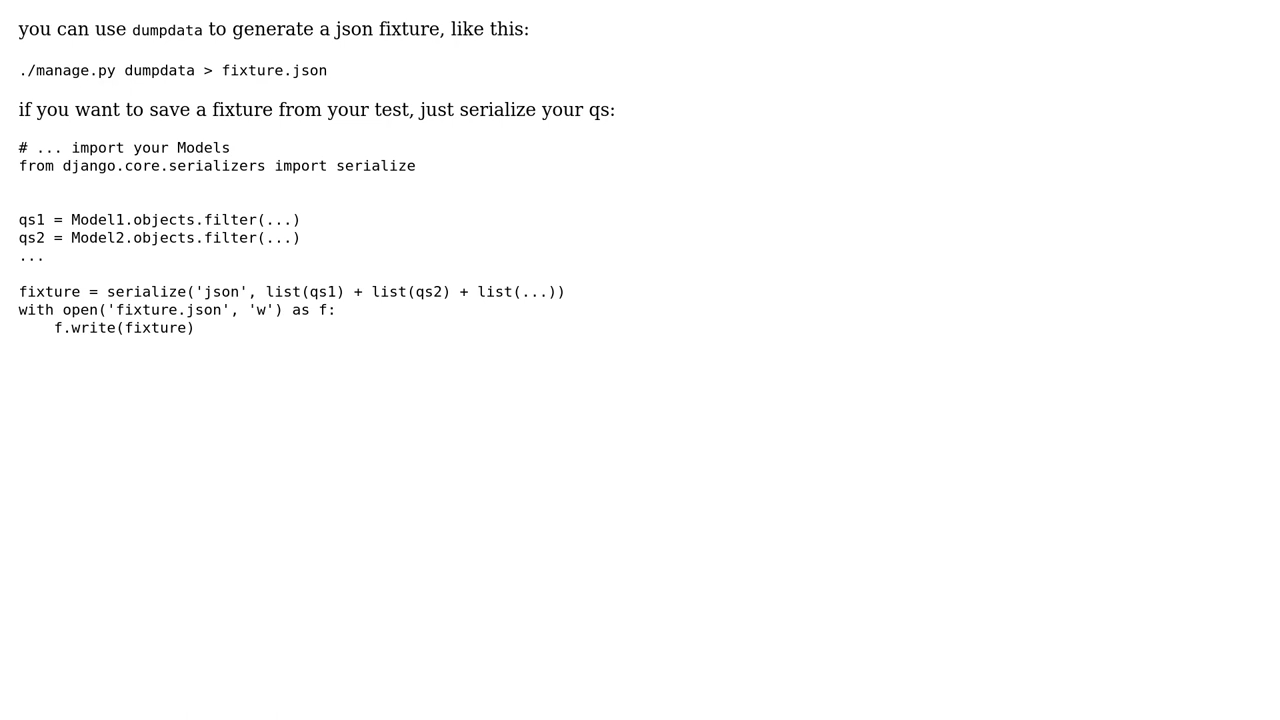 you can use dumpdata to generate a json fixture, like this:
./manage.py dumpdata > fixture.json
if you want to save a fixture from your test, just serialize your qs:
# ... import your Models
from django.core.serializers import serialize
qs1 = Model1.objects.filter(...)
qs2 = Model2.objects.filter(...)
...
fixture = serialize('json', list(qs1) + list(qs2) + list(...))
with open('fixture.json', 'w') as f:
    f.write(fixture)